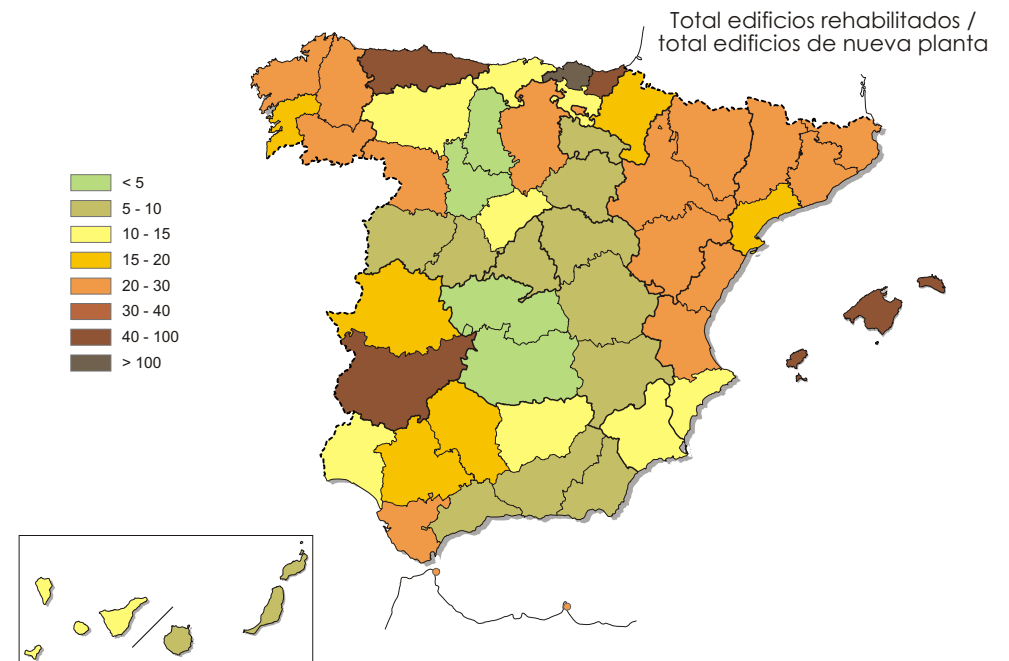 Total edificios rehabilitados /
total edificios de nueva planta
< 5
5 - 10
10 - 15
15 - 20
20 - 30
30 - 40
40 - 100
> 100